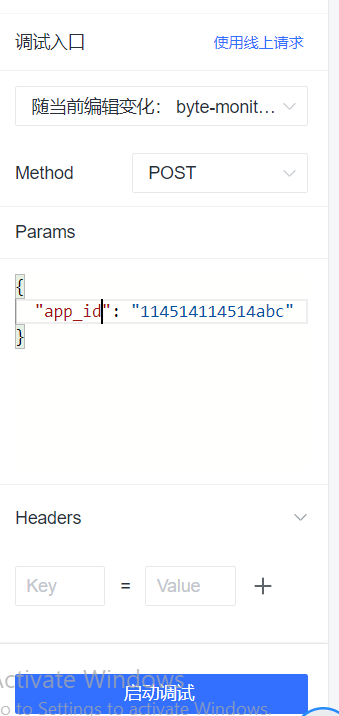 调试入口 使用线上请求
随当前编辑变化： byte-monit...
Method POST
Params
{
"app_id": "114514114514abc"
}
Headers
Key = Value +
Activate Windows
启动调试
o to Settings to activate Windows.